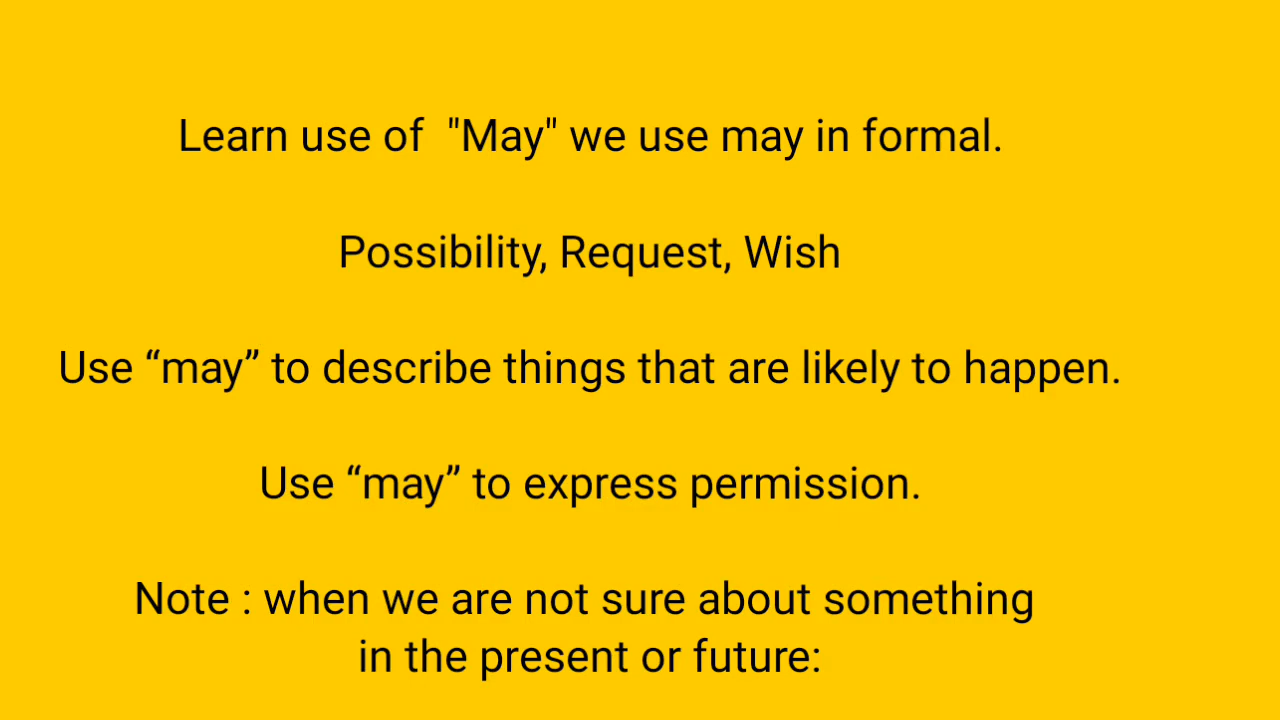 Learn use of  "May" we use may in formal.
Possibility, Request, Wish
Use “may” to describe things that are likely to happen.
Use “may” to express permission.
Note : when we are not sure about something
in the present or future: